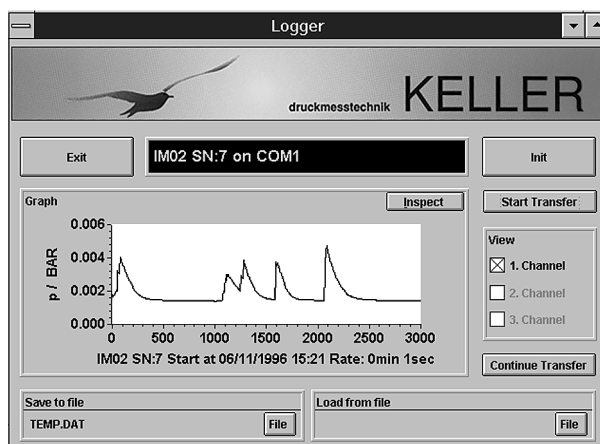 Logger
druckmesstechnik KELLER
Exit
IM02 SN:7 on COM1
Init
Graph
Inspect
Start Transfer
0.006
0.004
0.002
0.000
p / BAR
0 500 1000 1500 2000 2500 3000
IM02 SN:7 Start at 06/11/1996 15:21 Rate: 0min 1sec
View
1. Channel
2. Channel
3. Channel
Continue Transfer
Save to file
TEMP.DAT
File
Load from file
File